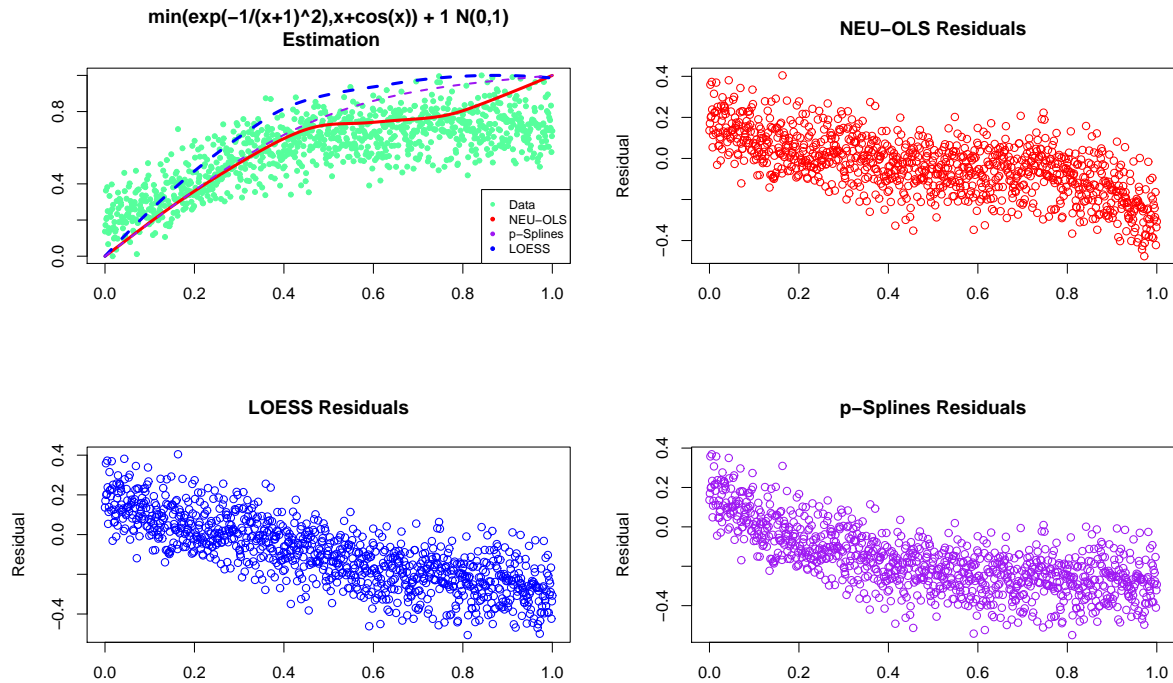 min(exp(−1/(x+1)^2),x+cos(x)) + 1 N(0,1)
Estimation
0.0 0.4 0.8
0.0 0.2 0.4 0.6 0.8 1.0
Data
NEU−OLS
p−Splines
LOESS
NEU−OLS Residuals
Residual
−0.4 0.0 0.2 0.4
0.0 0.2 0.4 0.6 0.8 1.0
LOESS Residuals
Residual
−0.4 0.0 0.2 0.4
0.0 0.2 0.4 0.6 0.8 1.0
p−Splines Residuals
Residual
−0.4 0.0 0.2 0.4
0.0 0.2 0.4 0.6 0.8 1.0